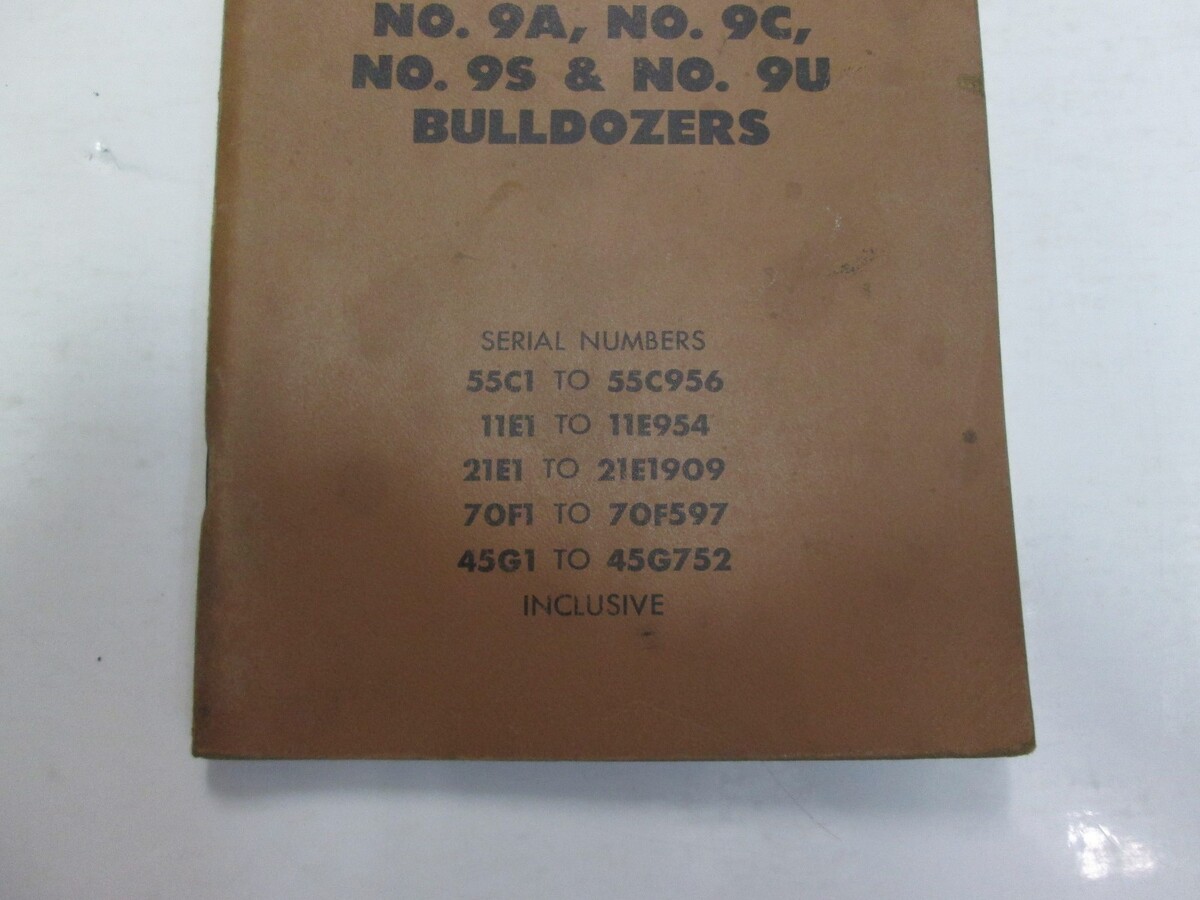 NO. 9A, NO. 9C,
NO. 9S & NO. 9U
BULLDOZERS
SERIAL NUMBERS
55C1 TO 55C956
11E1 TO 11E954
21E1 TO 21E1909
70F1 TO 70F597
45G1 TO 45G752
INCLUSIVE